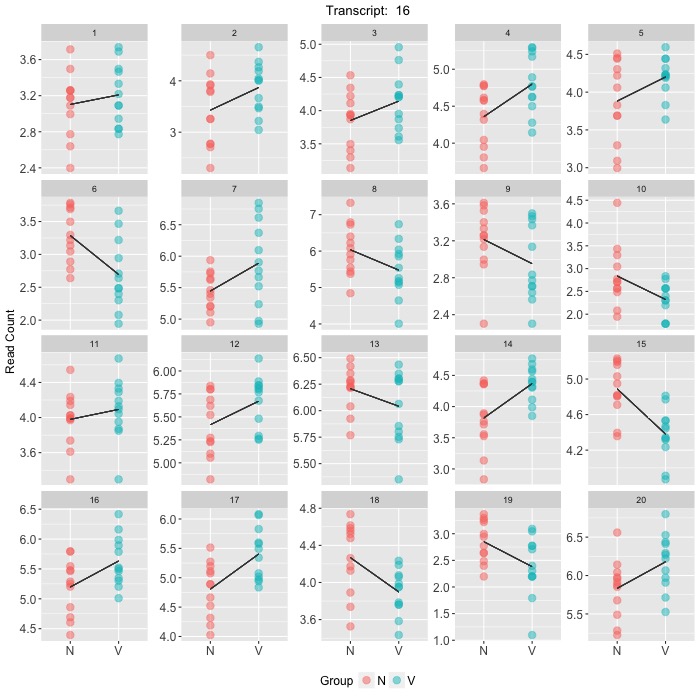 Transcript: 16
1 2 3 4 5
3.6 3.2 2.8 2.4
4 3
5.0 4.5 4.0 3.5
5.0 4.5 4.0
4.5 4.0 3.5 3.0
6 7 8 9 10
3.5 3.0 2.5 2.0
6.5 6.0 5.5 5.0
7 6 5 4
3.6 3.2 2.8 2.4
4.5 4.0 3.5 3.0 2.5 2.0
Read Count
11 12 13 14 15
4.4 4.0 3.6
6.00 5.75 5.50 5.25 5.00
6.50 6.25 6.00 5.75 5.50
4.5 4.0 3.5 3.0
5.0 4.6 4.2
16 17 18 19 20
6.5 6.0 5.5 5.0 4.5
6.0 5.5 5.0 4.5 4.0
4.8 4.4 4.0 3.6
3.0 2.5 2.0 1.5 1.0
6.5 6.0 5.5
N V N V N V N V N V
Group N V